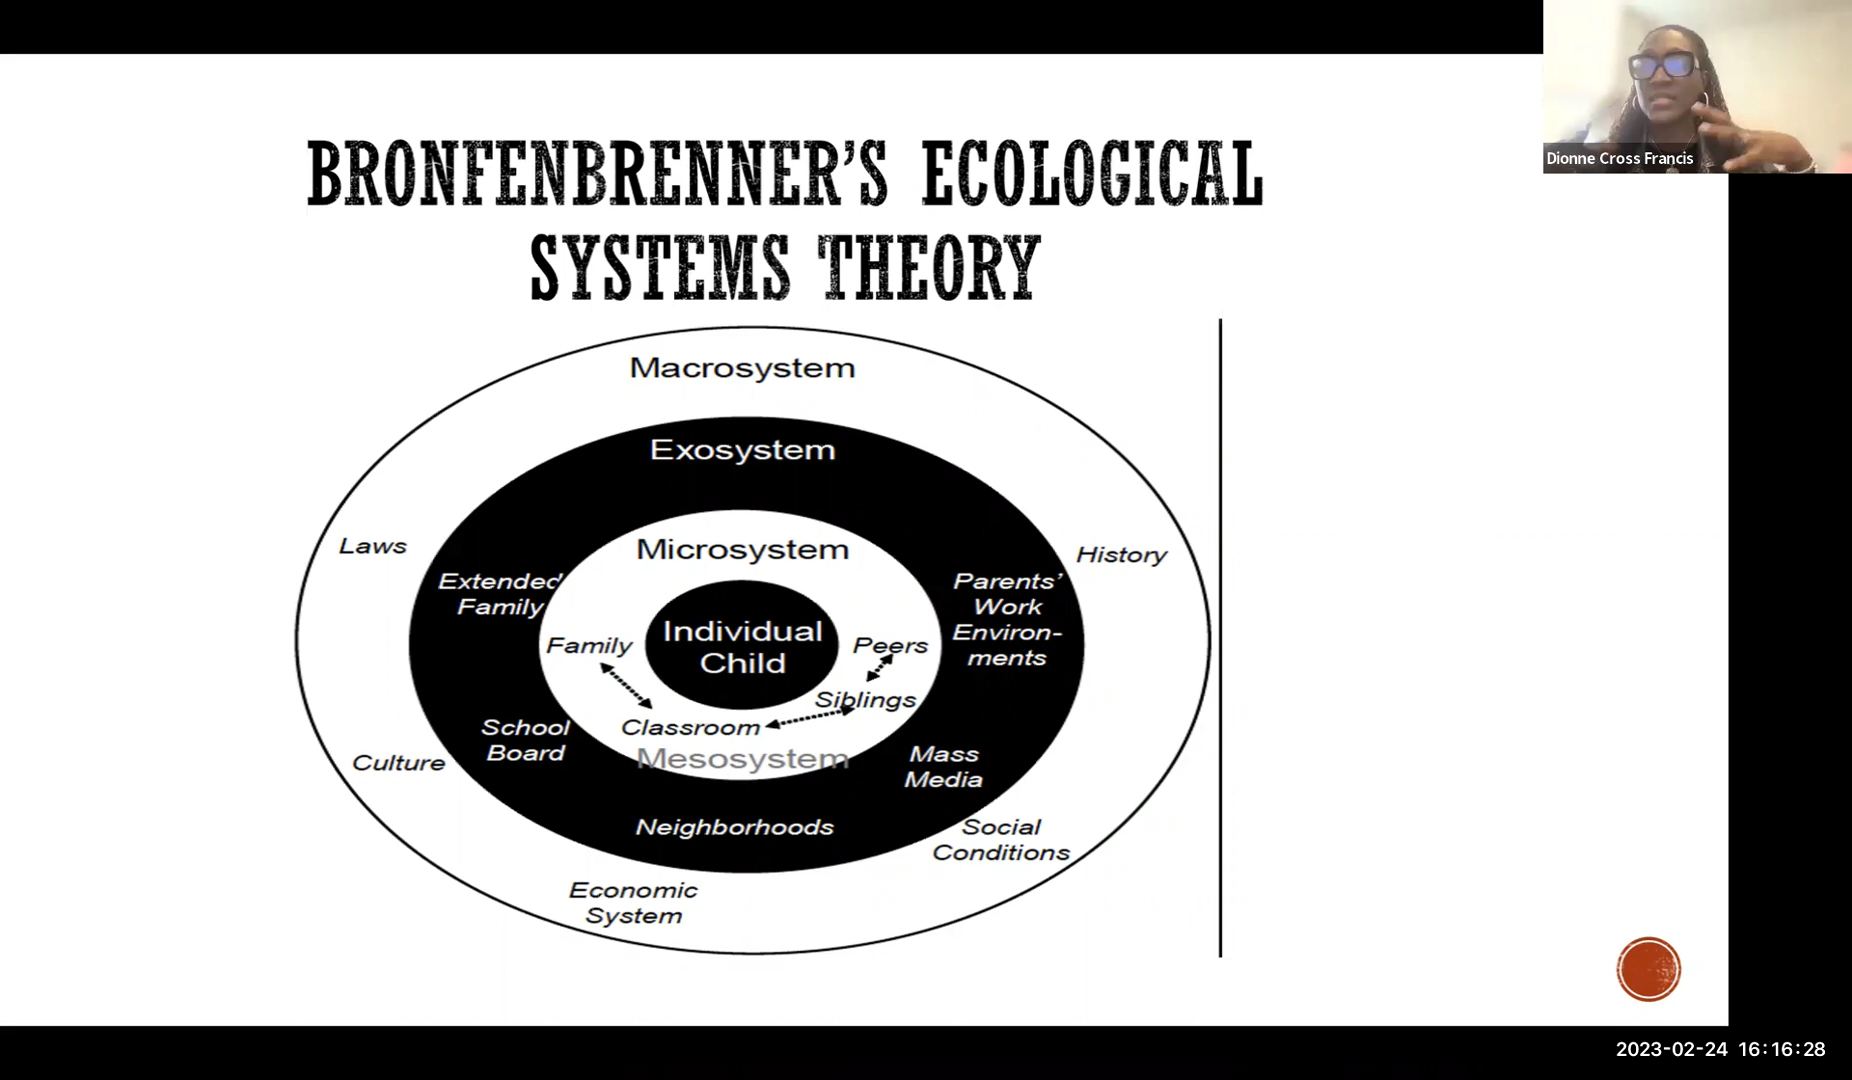 Dionne Cross Francis
BRONFENBRENNER'S ECOLOGICAL
SYSTEMS THEORY
Macrosystem
Exosystem
Microsystem
Laws
History
Extended
Family
Parents'
Work
Environ-
ments
Individual
Child
Family
Peers
Siblings
Classroom
Mesosystem
School
Board
Mass
Media
Culture
Neighborhoods
Social
Conditions
Economic
System
2023-02-24 16:16:28